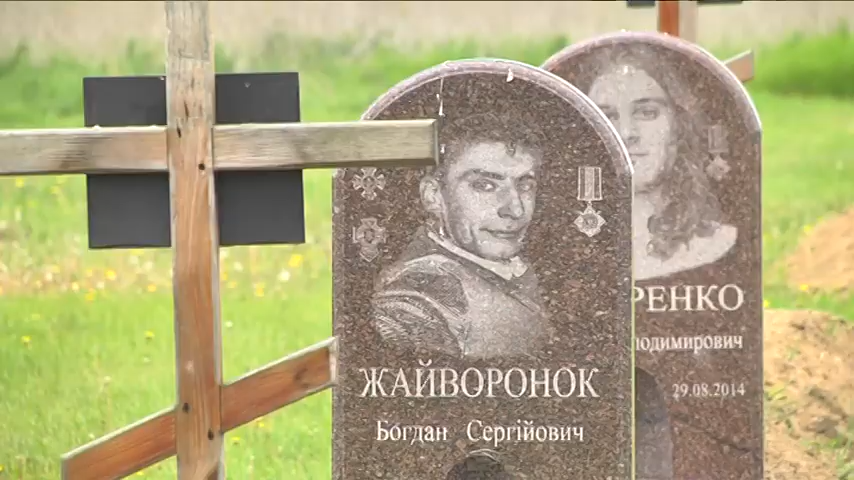 ЖАЙВОРОНОК
Богдан Сергійович
РЕНКО
лодимирович
29.08.2014